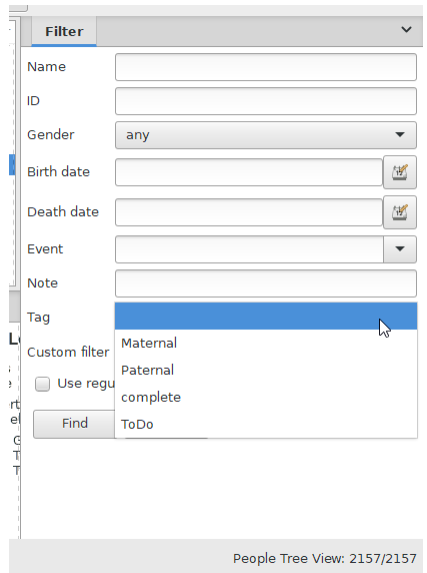 Filter
Name
ID
Gender any
Birth date
Death date
Event
Note
Tag
Maternal
Custom filter
Paternal
Use regu
complete
Find
ToDo
People Tree View: 2157/2157